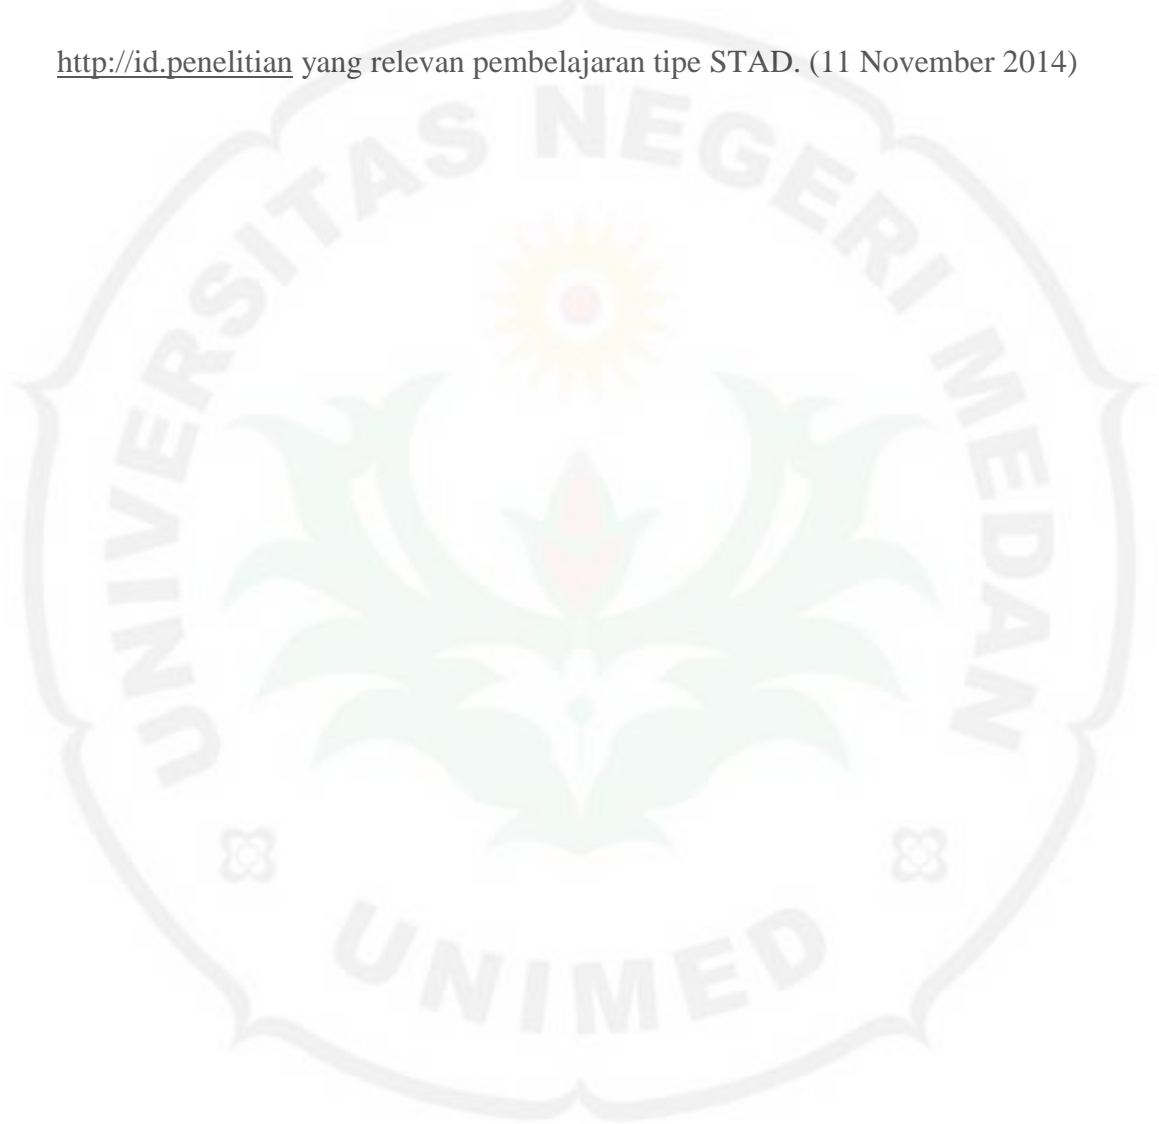 http://id.penelitian yang relevan pembelajaran tipe STAD. (11 November 2014)
UNIVERSITAS NEGERI MEDAN
UNIMED